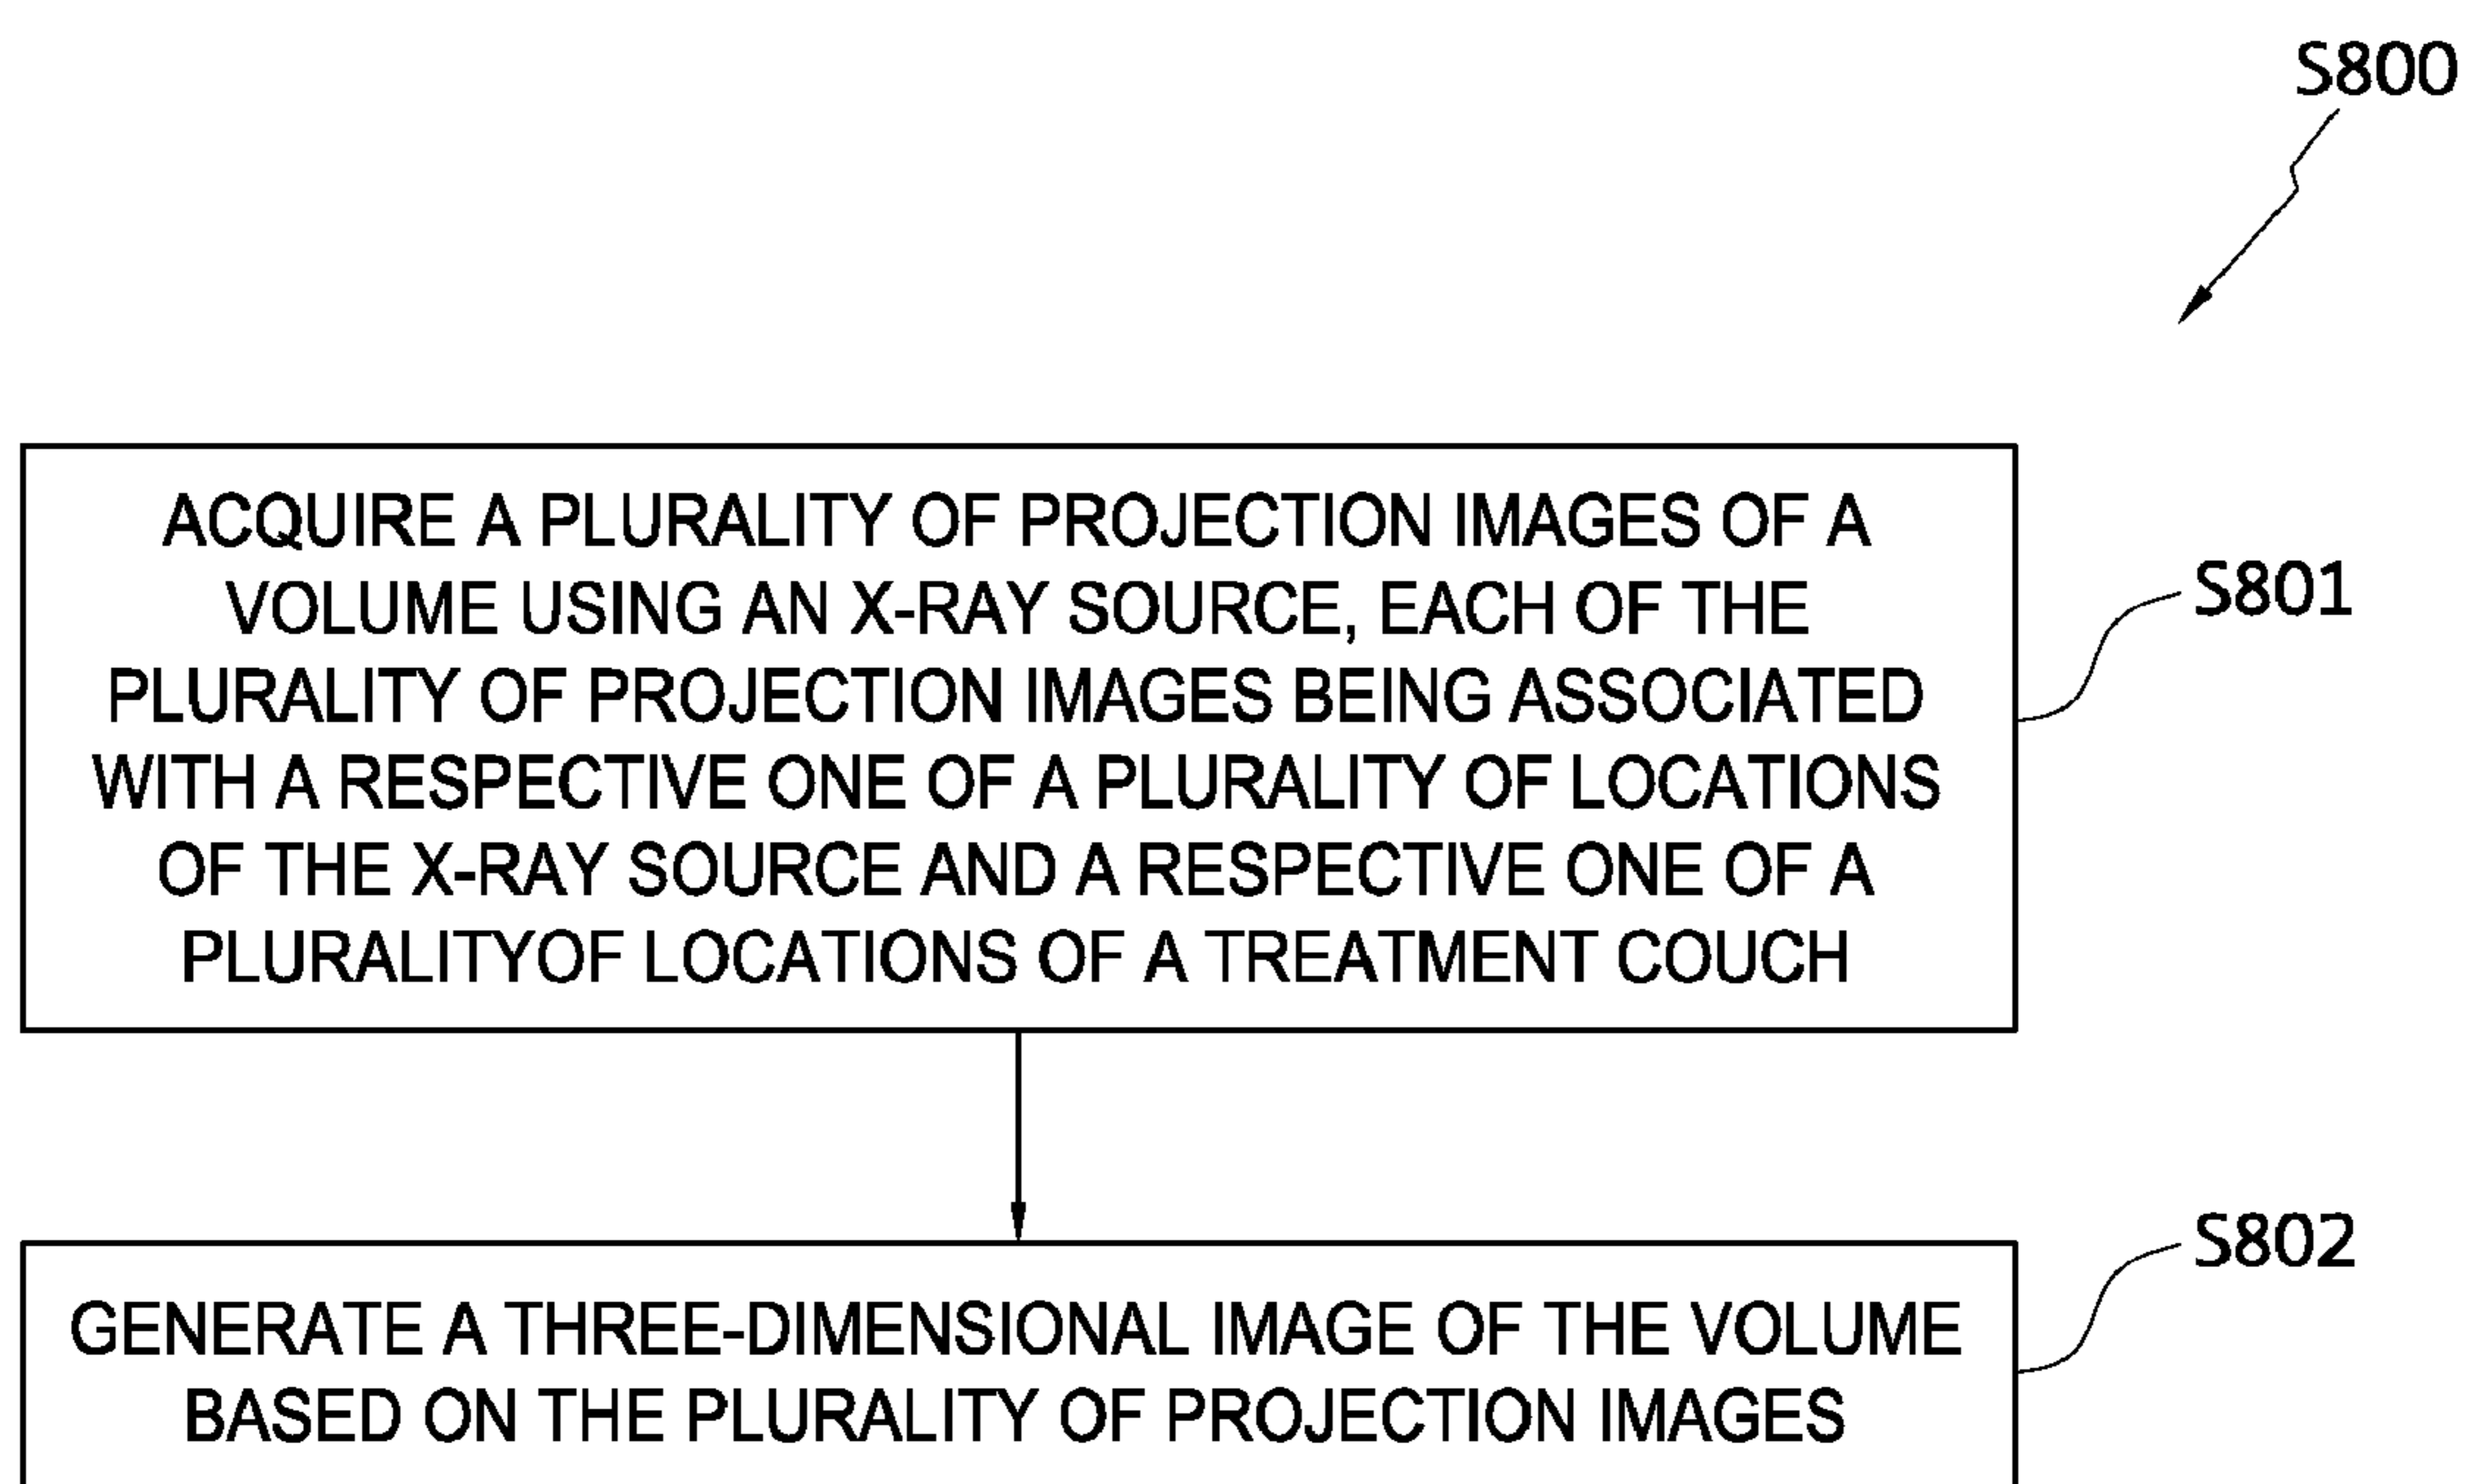 S800
ACQUIRE A PLURALITY OF PROJECTION IMAGES OF A
VOLUME USING AN X-RAY SOURCE, EACH OF THE
PLURALITY OF PROJECTION IMAGES BEING ASSOCIATED
WITH A RESPECTIVE ONE OF A PLURALITY OF LOCATIONS
OF THE X-RAY SOURCE AND A RESPECTIVE ONE OF A
PLURALITYOF LOCATIONS OF A TREATMENT COUCH
S801
S802
GENERATE A THREE-DIMENSIONAL IMAGE OF THE VOLUME
BASED ON THE PLURALITY OF PROJECTION IMAGES